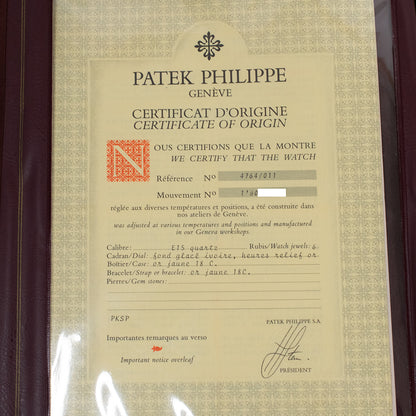 PATEK PHILIPPE
GENÈVE
CERTIFICAT D'ORIGINE
CERTIFICATE OF ORIGIN
NOUS CERTIFIONS QUE LA MONTRE
WE CERTIFY THAT THE WATCH
Référence No 4764/011
Mouvement No 1'60
réglée aux diverses températures et positions, a été construite dans
nos ateliers de Genève.
was adjusted at various temperatures and positions and manufactured
in our Geneva workshops.
Calibre: E15 quartz Rubis/Watch jewels: 6
Cadran/Dial: fond glacé ivoire, heures relief or
Boîtier/Case: or jaune 18 C.
Bracelet/Strap or bracelet: or jaune 18C.
Pierres/Gem stones:
PKSP
PATEK PHILIPPE S.A.
Importantes remarques au verso
Important notice overleaf
PRÉSIDENT